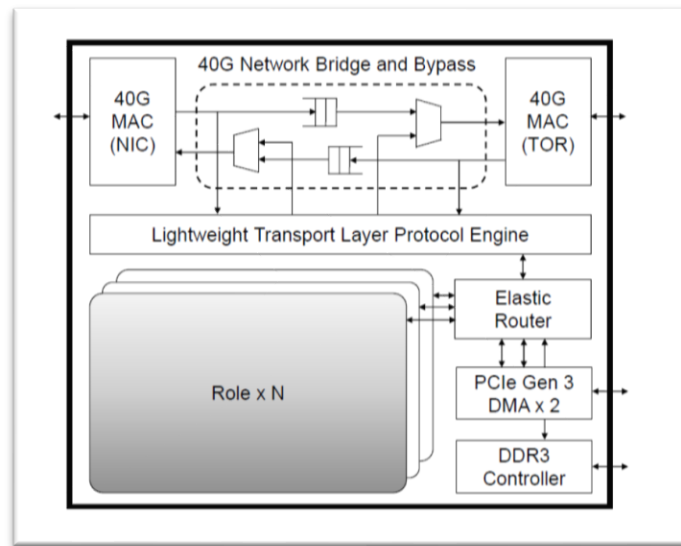 40G Network Bridge and Bypass
40G
MAC
(NIC)
40G
MAC
(TOR)
Lightweight Transport Layer Protocol Engine
Elastic
Router
Role x N
PCIe Gen 3
DMA x 2
DDR3
Controller